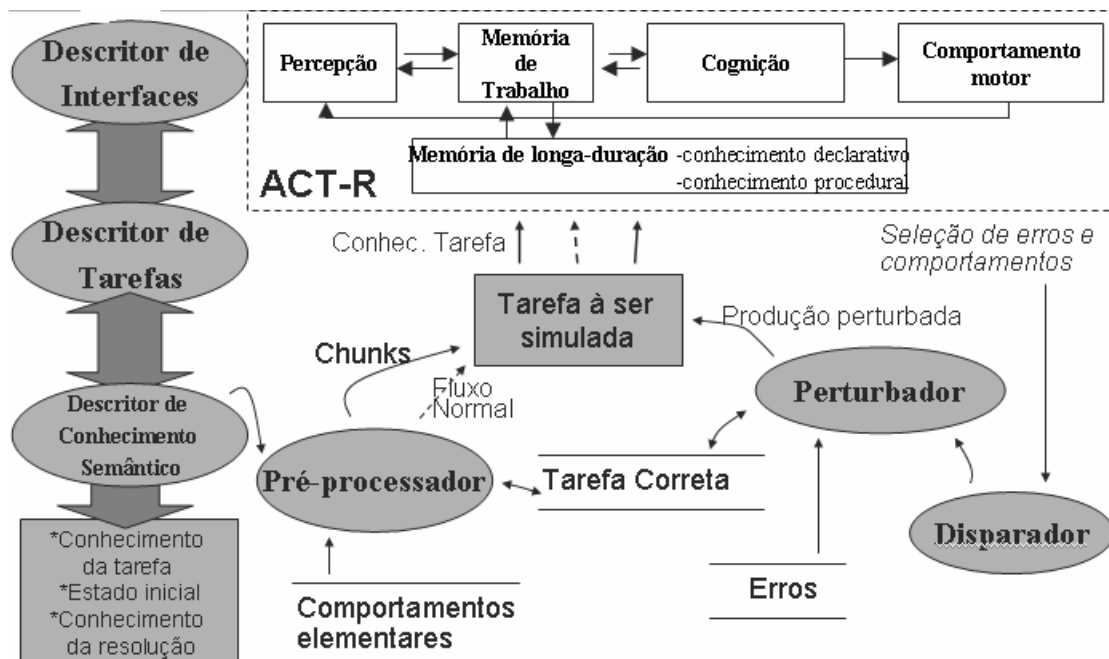 Descritor de
Interfaces
Percepção
Memória
de
Trabalho
Cognição
Comportamento
motor
Memória de longa-duração -conhecimento declarativo
-conhecimento procedural
ACT-R
Descritor de
Tarefas
Conhec. Tarefa
Seleção de erros e
comportamentos
Tarefa à ser
simulada
Produção perturbada
Chunks
Fluxo
Normal
Perturbador
Descritor de
Conhecimento
Semântico
Pré-processador
Tarefa Correta
Disparador
*Conhecimento
da tarefa
*Estado inicial
*Conhecimento
da resolução
Comportamentos
elementares
Erros